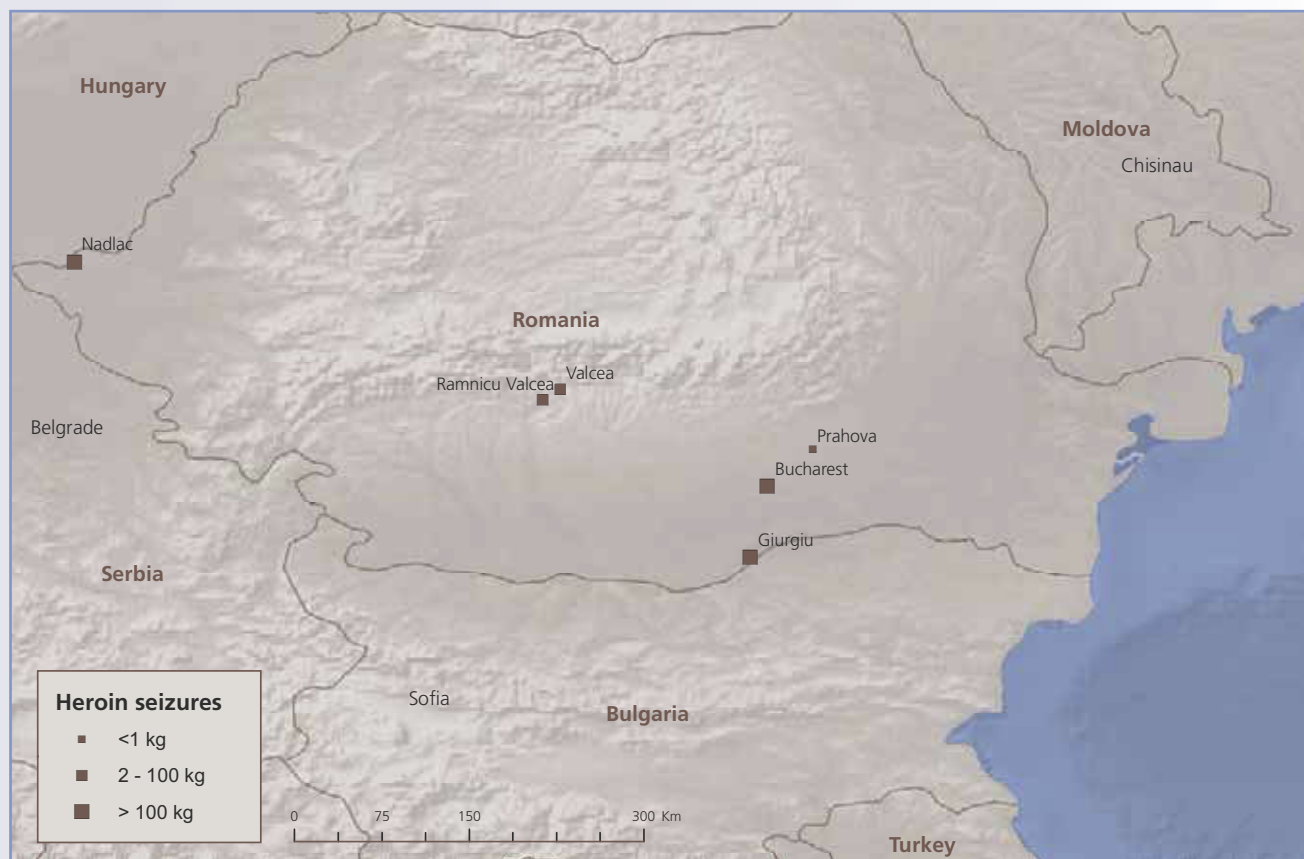 Hungary
Moldova
Chisinau
Nadlac
Romania
Valcea
Ramnicu Valcea
Belgrade
Prahova
Bucharest
Giurgiu
Serbia
Sofia
Bulgaria
Heroin seizures
<1 kg
2 - 100 kg
> 100 kg
0 75 150 300 Km
Turkey